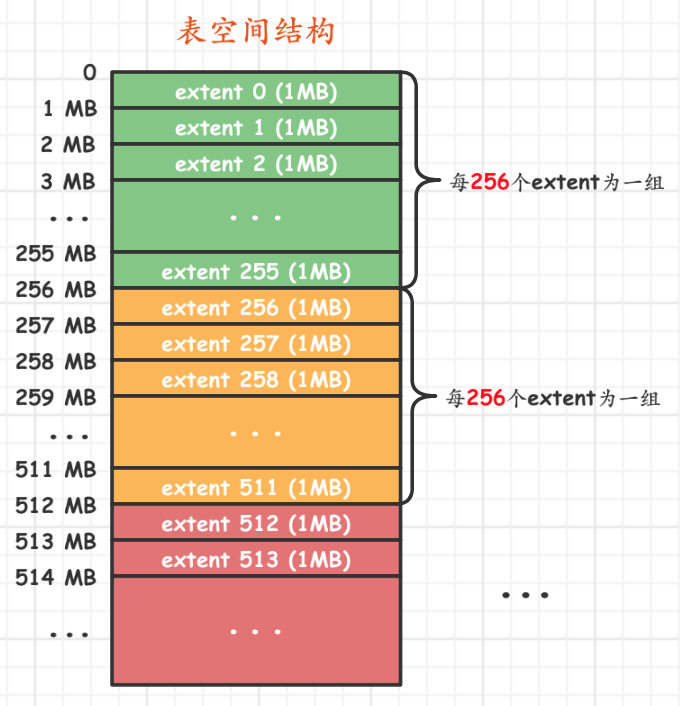 表空间结构
0
extent 0 (1MB)
1 MB
extent 1 (1MB)
2 MB
extent 2 (1MB)
3 MB
每256个extent为一组
...
...
255 MB
extent 255 (1MB)
256 MB
extent 256 (1MB)
257 MB
extent 257 (1MB)
258 MB
extent 258 (1MB)
259 MB
每256个extent为一组
...
...
511 MB
extent 511 (1MB)
512 MB
extent 512 (1MB)
513 MB
extent 513 (1MB)
514 MB
...
...
...